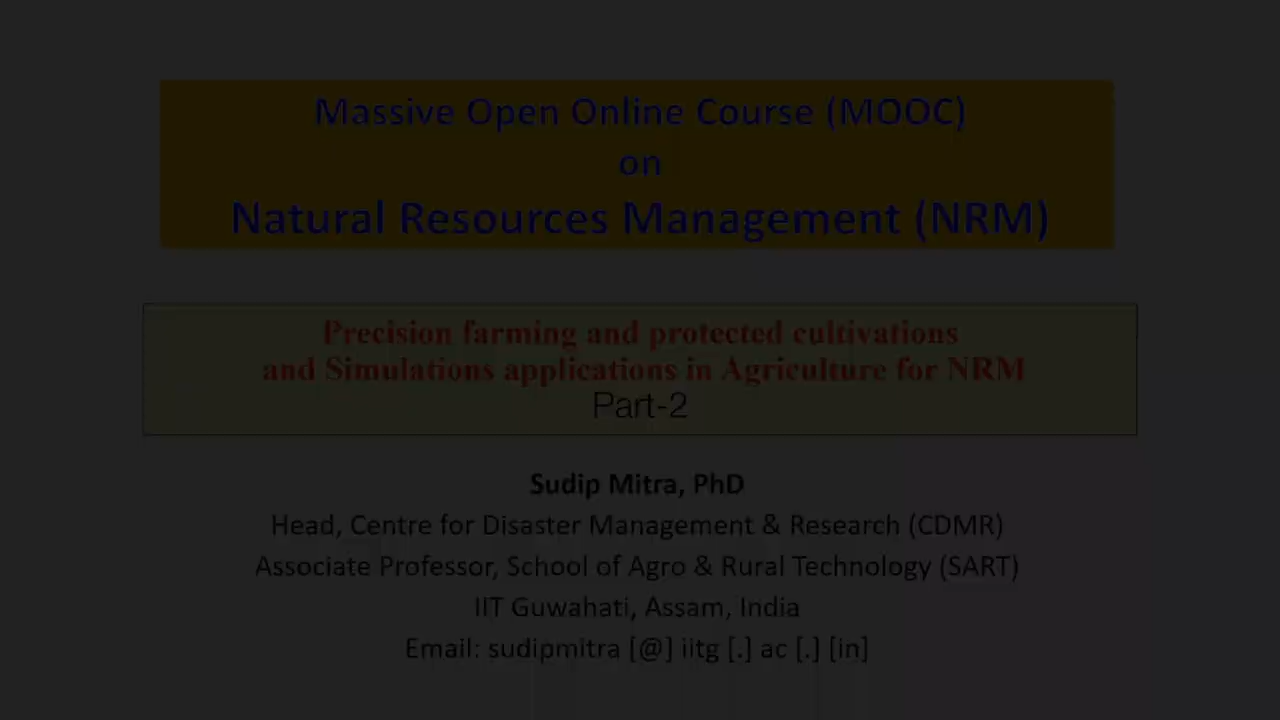 Massive Open Online Course (MOOC)
on
Natural Resources Management (NRM)
Precision farming and protected cultivations
and Simulations applications in Agriculture for NRM
Part-2
Sudip Mitra, PhD
Head, Centre for Disaster Management & Research (CDMR)
Associate Professor, School of Agro & Rural Technology (SART)
IIT Guwahati, Assam, India
Email: sudipmitra [@] iitg [.] ac [.] [in]